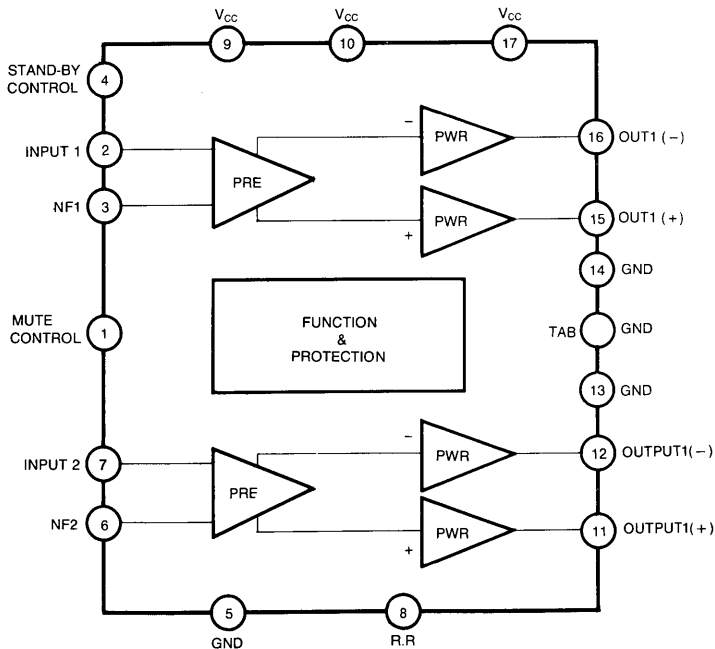 VCC
VCC
VCC
9
10
17
STAND-BY
CONTROL
4
INPUT 1
2
PRE
NF1
3
−
PWR
16
OUT1 (−)
+
PWR
15
OUT1 (+)
14
GND
MUTE
CONTROL
1
FUNCTION
&
PROTECTION
TAB
GND
13
GND
INPUT 2
7
PRE
NF2
6
−
PWR
12
OUTPUT1(−)
+
PWR
11
OUTPUT1(+)
5
GND
8
R.R